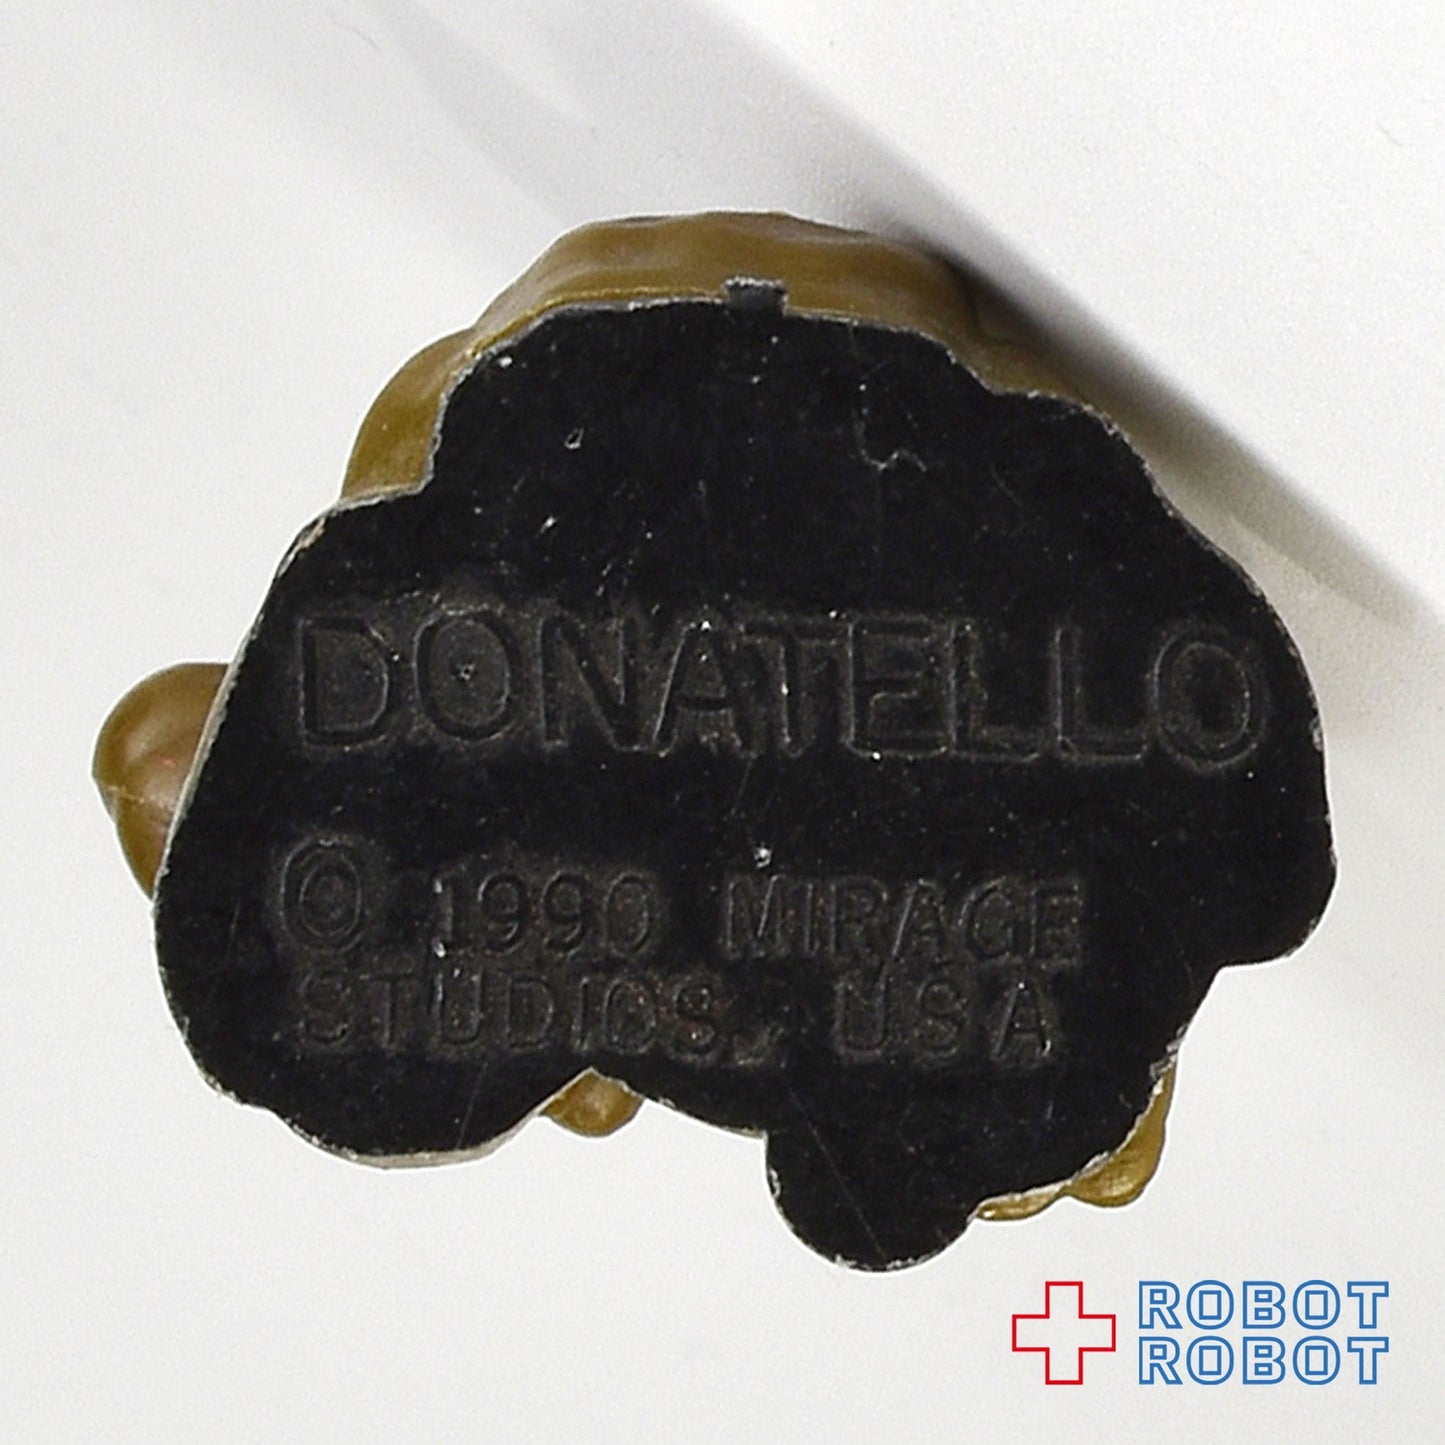 DONATELLO
© 1990 MIRAGE
STUDIOS, USA
ROBOT
ROBOT